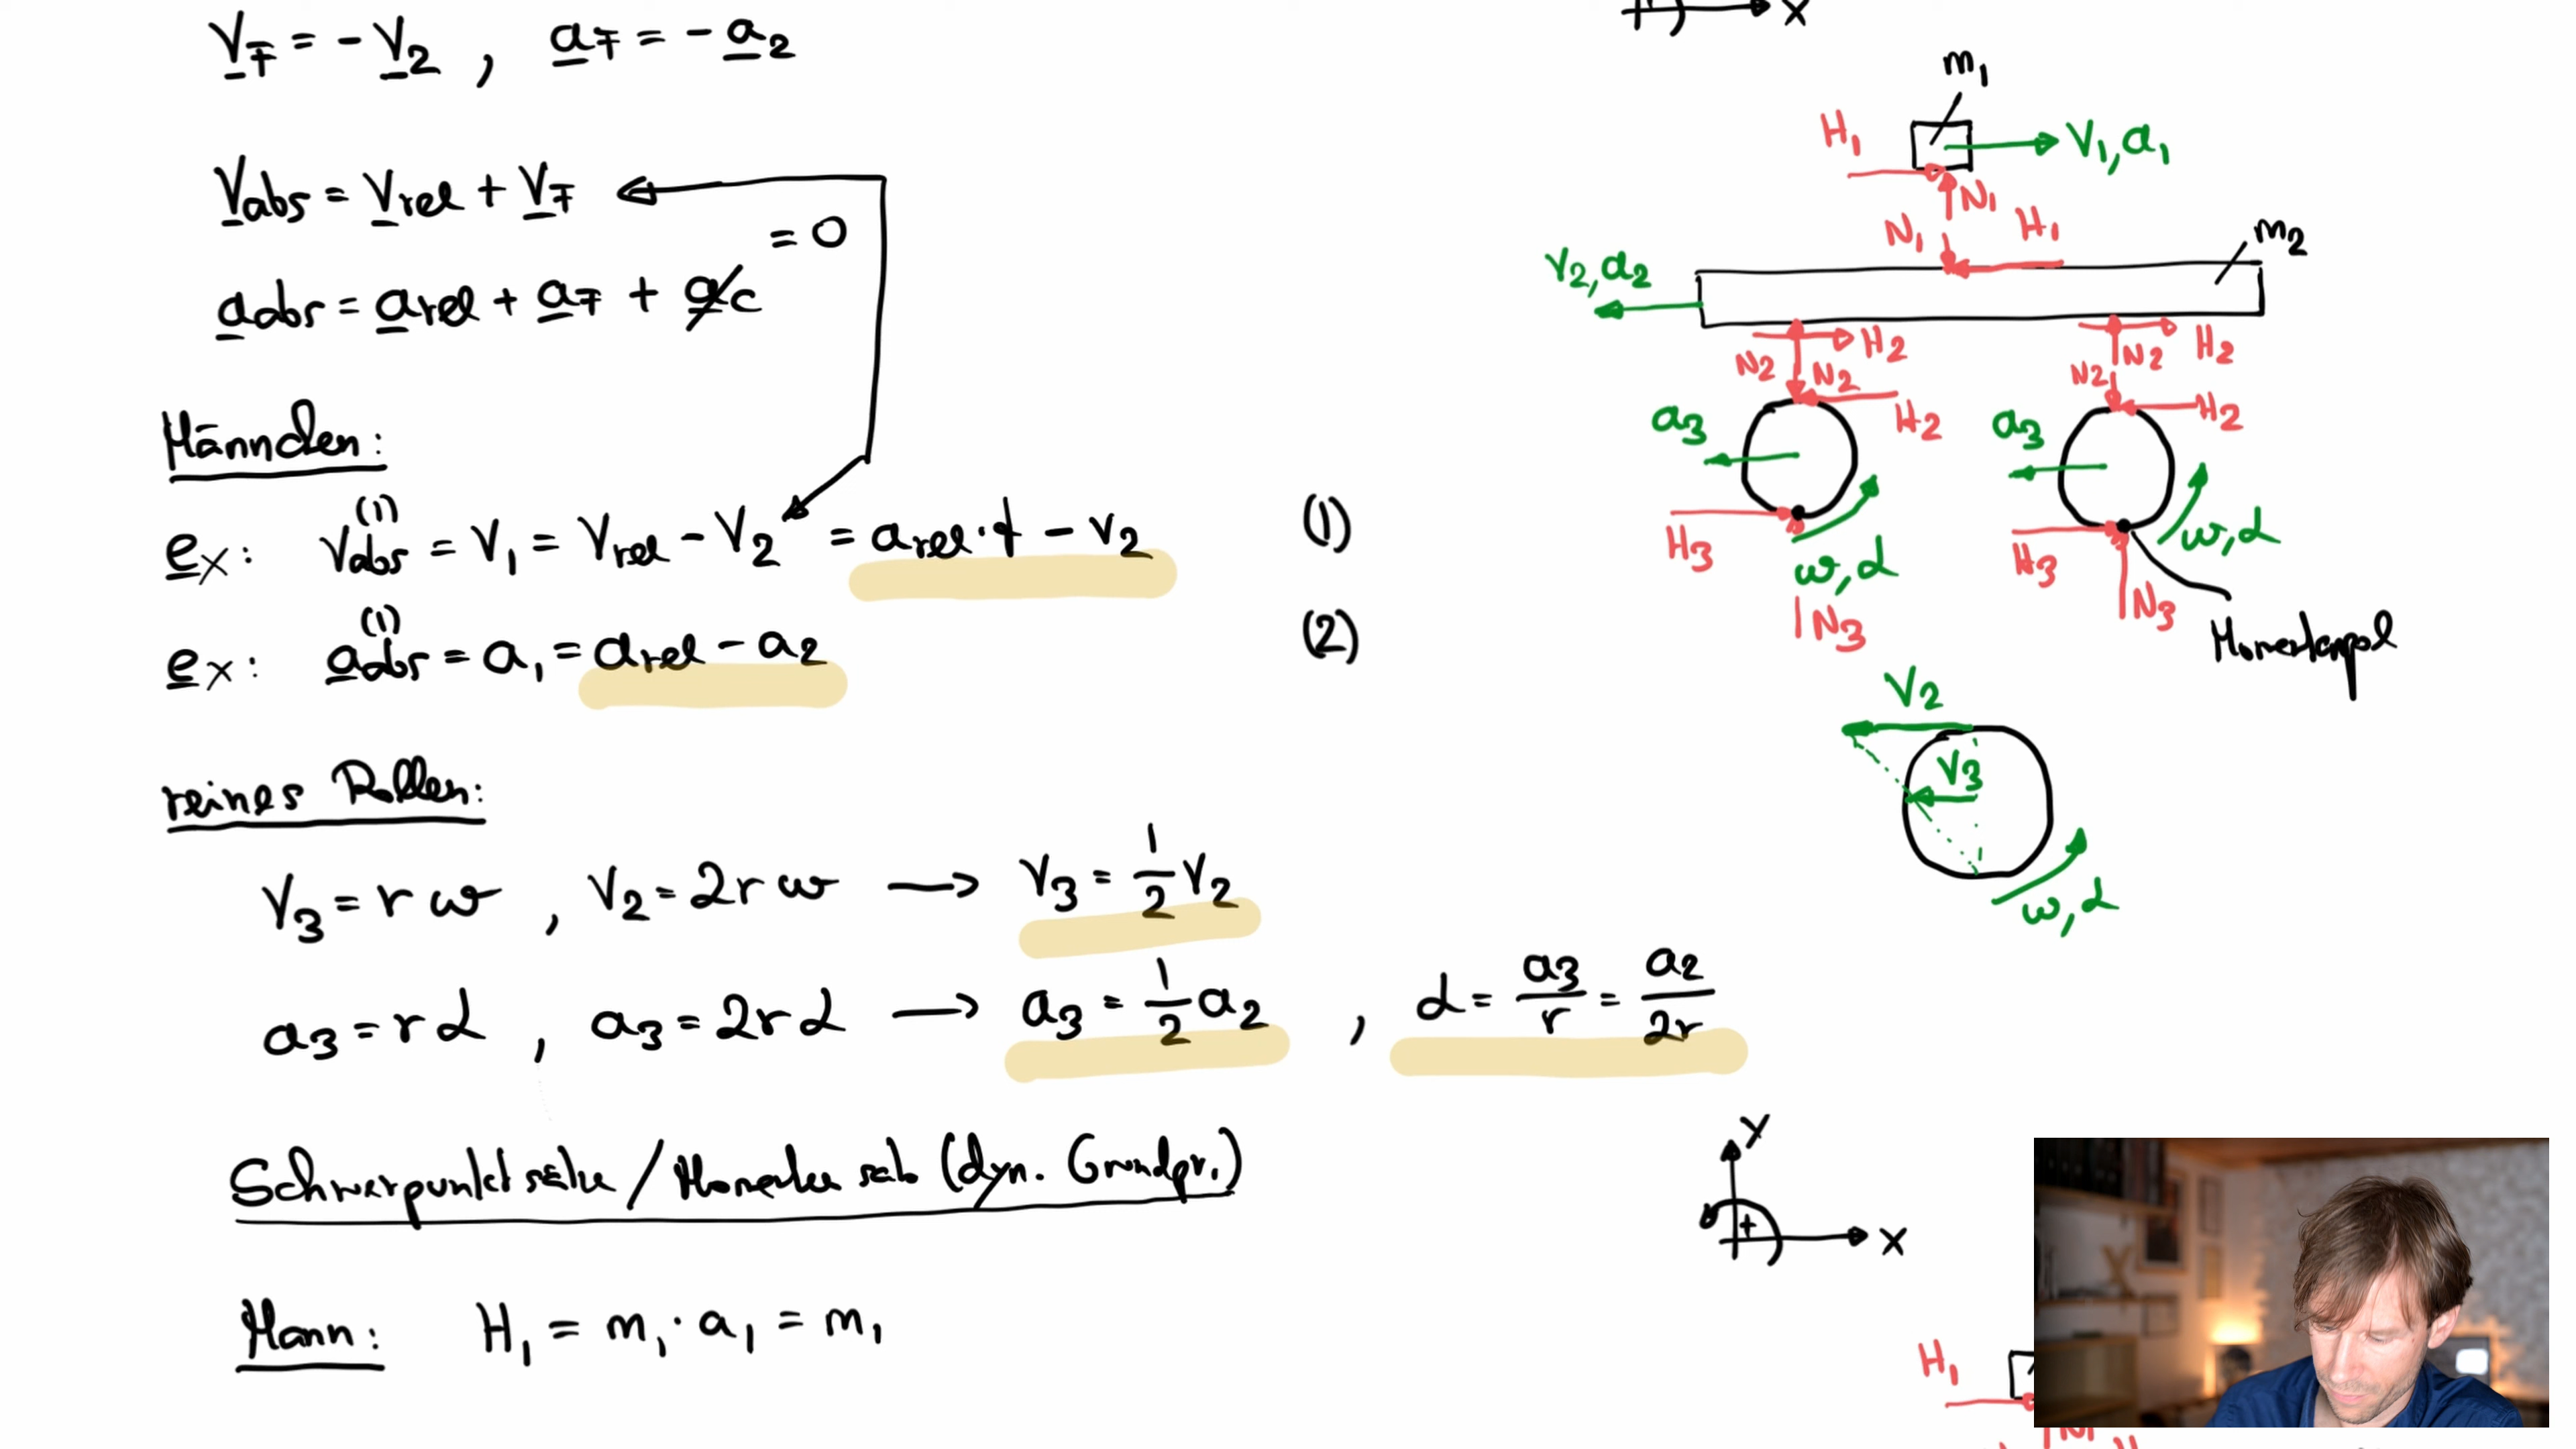 V_F = - V_2 , a_F = - a_2
V_abs = V_rel + V_F
= 0
a_abs = a_rel + a_F + a_c
Männchen:
e_x: V_abs^(1) = V_1 = V_rel - V_2 = a_rel · t - v_2 (1)
e_x: a_abs^(1) = a_1 = a_rel - a_2 (2)
reines Rollen:
V_3 = r ω , V_2 = 2 r ω → V_3 = 1/2 V_2
a_3 = r α , a_3 = 2 r α → a_3 = 1/2 a_2 , α = a_3/r = a_2/2r
Schwerpunktsätze / Momentensatz (dyn. Grundgr.)
Mann: H_1 = m_1 · a_1 = m_1
x
m_1
H_1
V_1, a_1
N_1
N_1
H_1
m_2
V_2, a_2
N_2
H_2
N_2
H_2
N_2
H_2
N_2
H_2
a_3
a_3
H_3
ω, α
N_3
H_3
ω, α
N_3
Momentanpol
V_2
V_3
ω, α
y
+
x
H_1